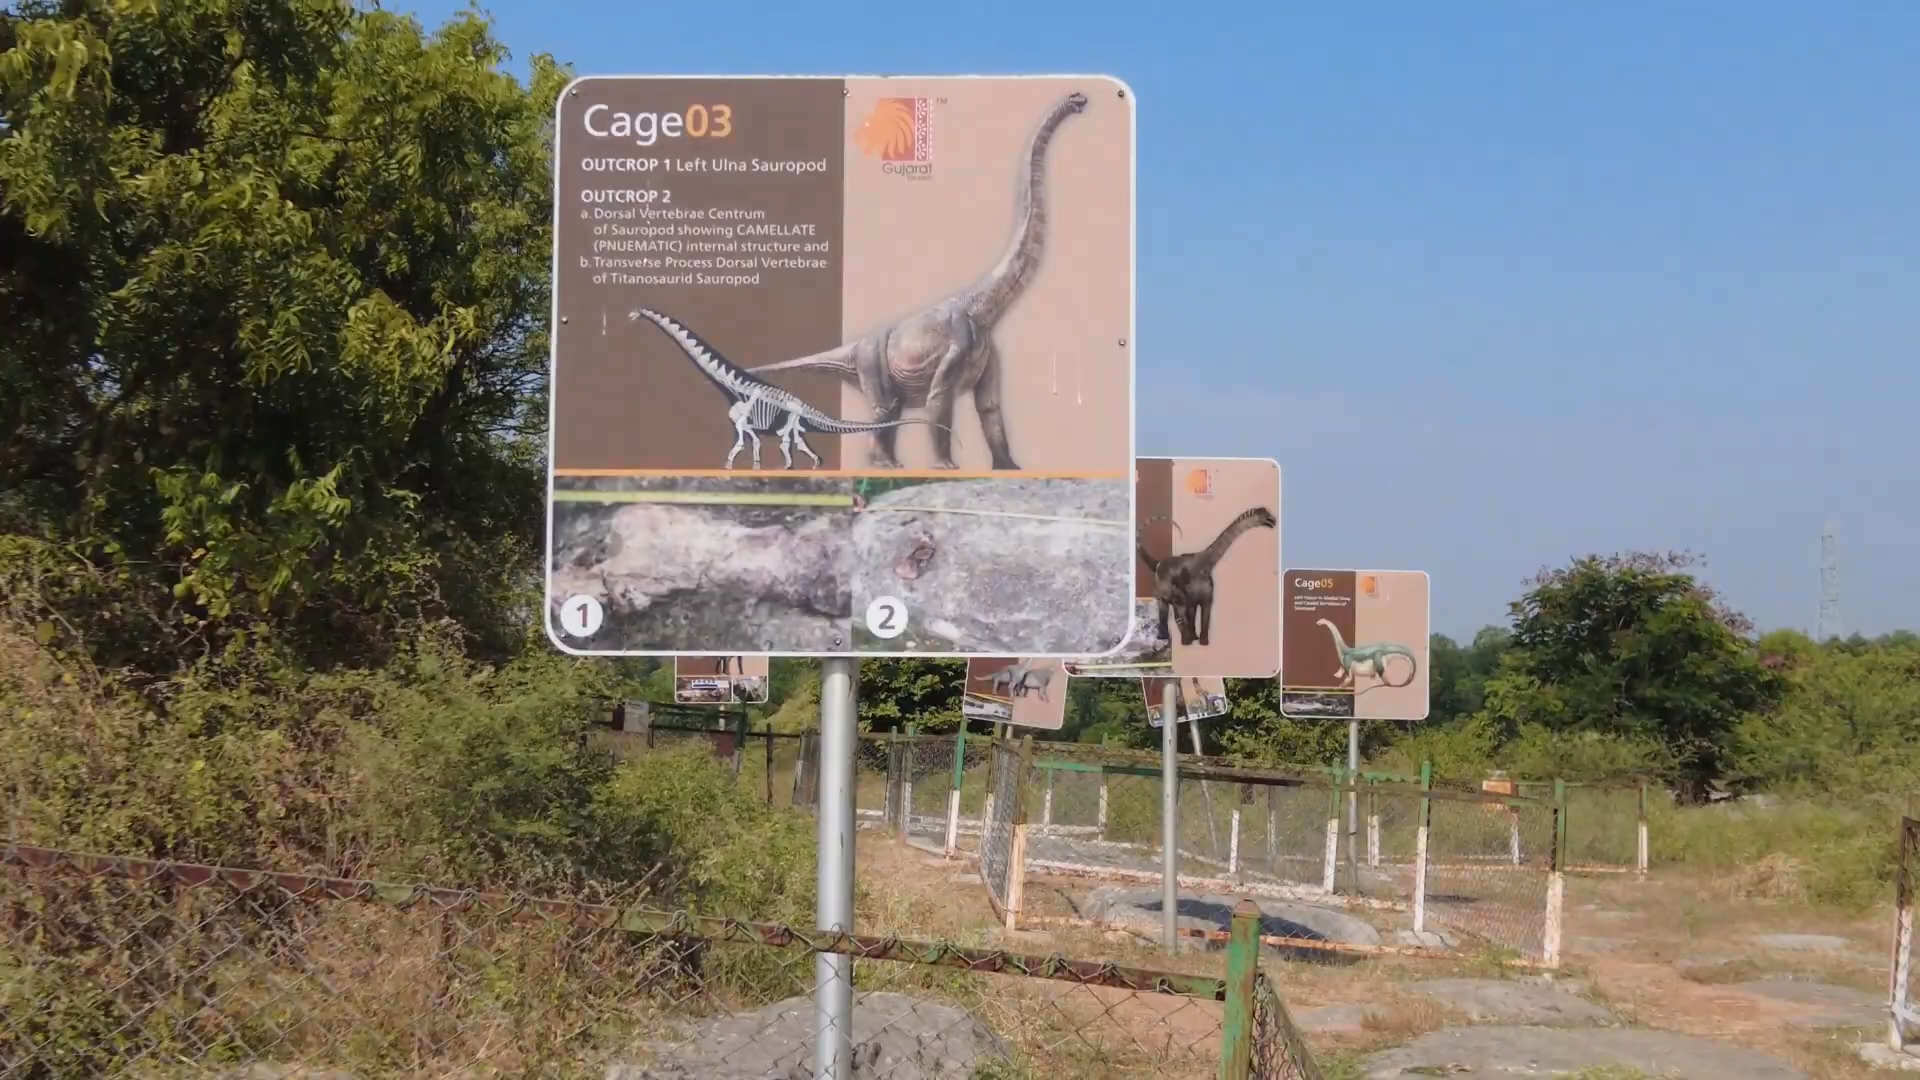 Cage03
OUTCROP 1 Left Ulna Sauropod
OUTCROP 2
a. Dorsal Vertebrae Centrum
of Sauropod showing CAMELLATE
(PNUEMATIC) internal structure and
b. Transverse Process Dorsal Vertebrae
of Titanosaurid Sauropod
TM
Gujarat
1
2
Cage05